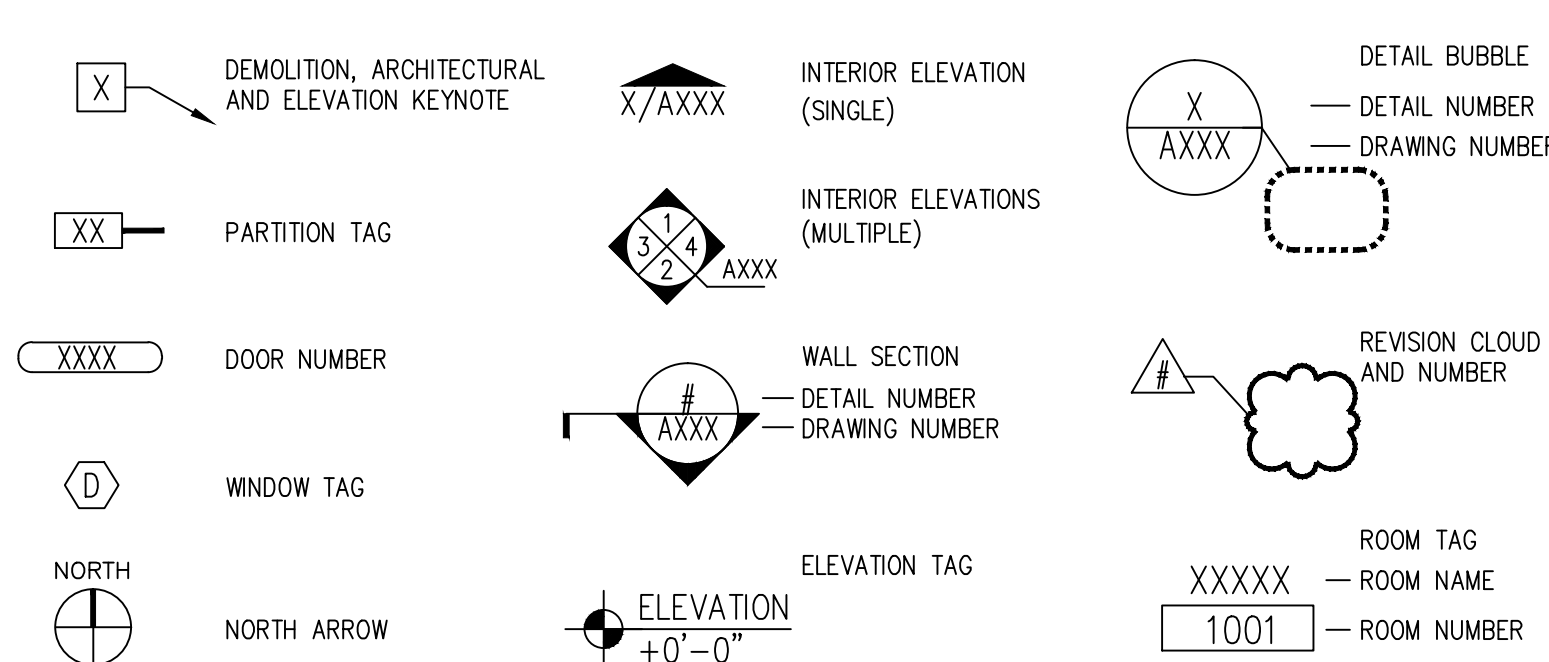 X
DEMOLITION, ARCHITECTURAL
AND ELEVATION KEYNOTE
XX
PARTITION TAG
XXXX
DOOR NUMBER
D
WINDOW TAG
NORTH
NORTH ARROW
X/AXXX
INTERIOR ELEVATION
(SINGLE)
1
3 4
2
AXXX
INTERIOR ELEVATIONS
(MULTIPLE)
#
AXXX
WALL SECTION
DETAIL NUMBER
DRAWING NUMBER
ELEVATION TAG
ELEVATION
+0'-0"
X
AXXX
DETAIL BUBBLE
DETAIL NUMBER
DRAWING NUMBER
#
REVISION CLOUD
AND NUMBER
ROOM TAG
XXXXX
ROOM NAME
1001
ROOM NUMBER